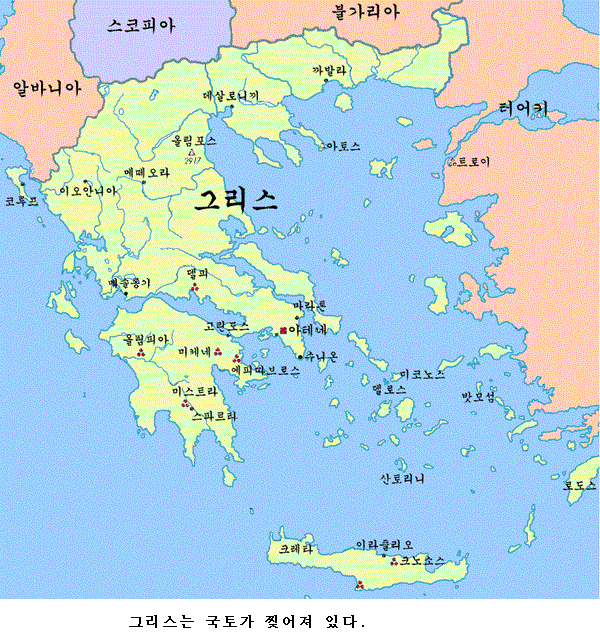 불가리아
스코피아
까발라
알바니아
데살로니끼
터어키
올림포스
2917
아토스
트로이
메떼오라
이오안니아
코르프
그리스
델피
메솔롱기
마라톤
고린도스
아테네
올림피아
미케네
수니온
에피다브로스
미코노스
델로스
미스트라
밧모섬
스파르타
산토리니
로도스
크레타
이라클리오
크노소스
그리스는 국토가 찢어져 있다.